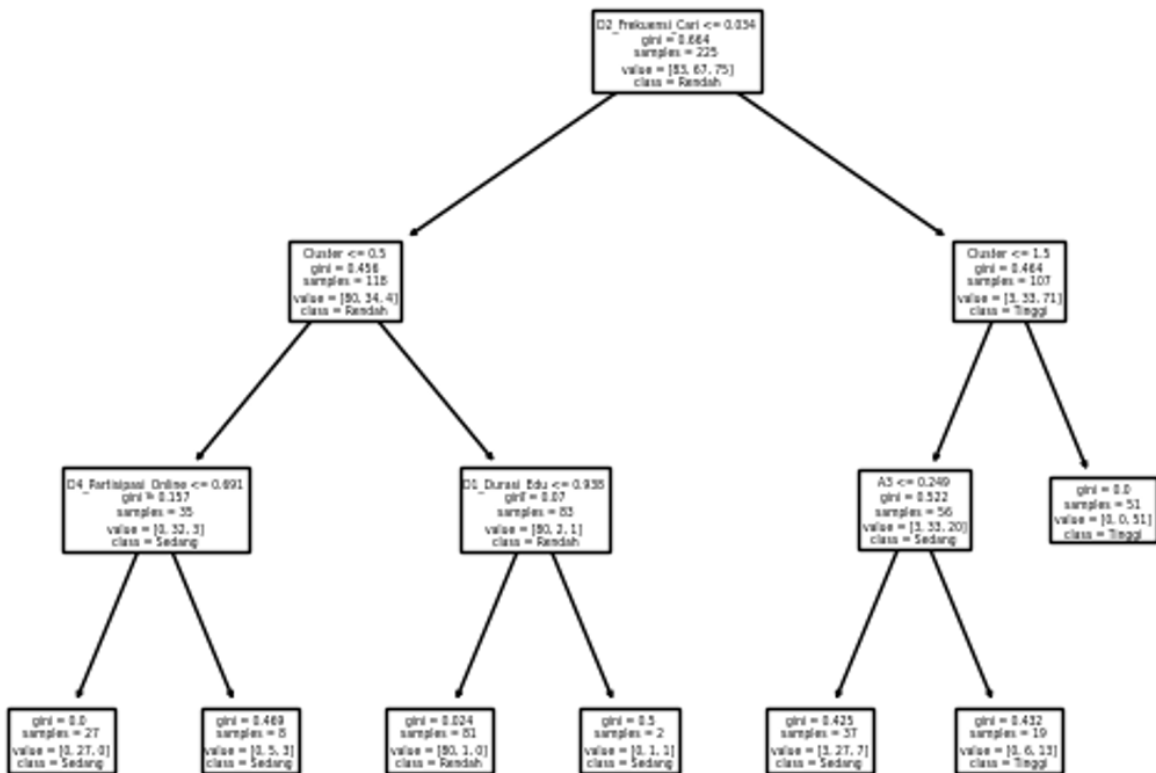 D2_Frekuensi_Cari <= 0.034
gini = 0.664
samples = 225
value = [83, 67, 75]
class = Rendah
Cluster <= 0.5
gini = 0.456
samples = 118
value = [80, 34, 4]
class = Rendah
Cluster <= 1.5
gini = 0.464
samples = 107
value = [3, 33, 71]
class = Tinggi
D4_Partisipasi_Online <= 0.691
gini = 0.157
samples = 35
value = [0, 32, 3]
class = Sedang
D1_Durasi_Edu <= 0.938
gini = 0.07
samples = 83
value = [80, 2, 1]
class = Rendah
A3 <= 0.249
gini = 0.522
samples = 56
value = [3, 33, 20]
class = Sedang
gini = 0.0
samples = 51
value = [0, 0, 51]
class = Tinggi
gini = 0.0
samples = 27
value = [0, 27, 0]
class = Sedang
gini = 0.469
samples = 8
value = [0, 5, 3]
class = Sedang
gini = 0.024
samples = 81
value = [80, 1, 0]
class = Rendah
gini = 0.5
samples = 2
value = [0, 1, 1]
class = Sedang
gini = 0.425
samples = 37
value = [3, 27, 7]
class = Sedang
gini = 0.432
samples = 19
value = [0, 6, 13]
class = Tinggi